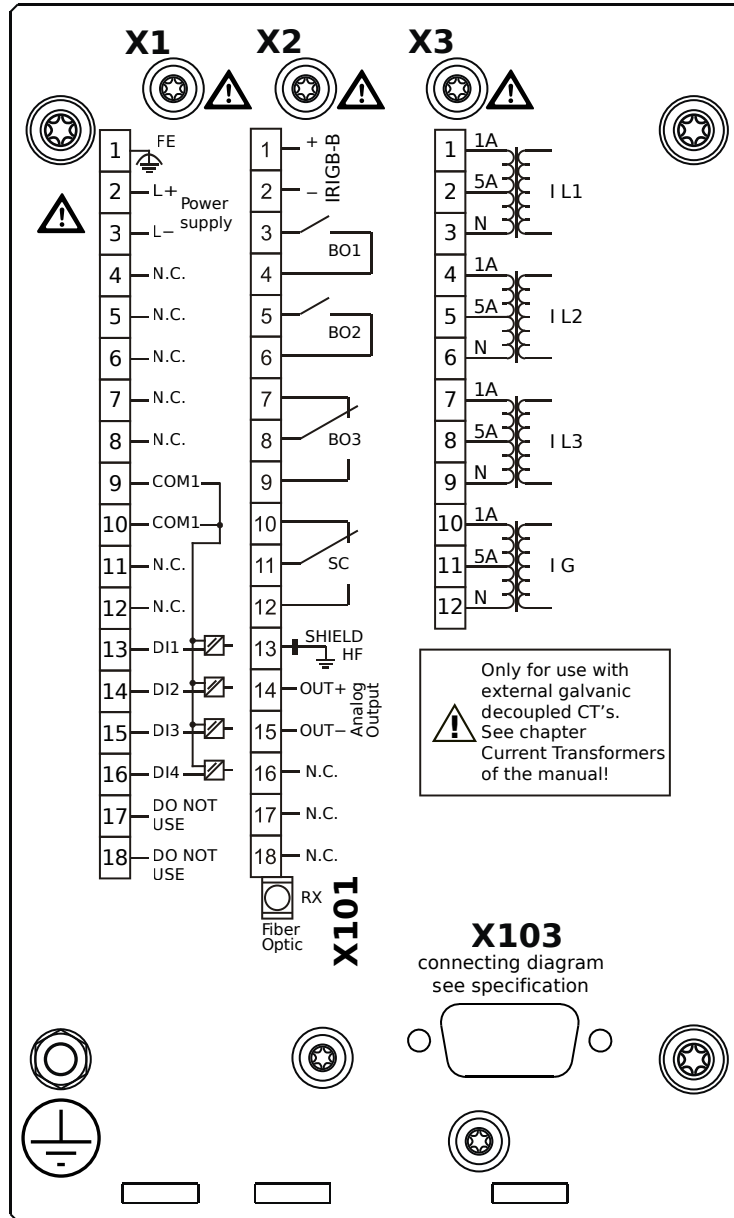 X1
X2
X3
1 FE
2 L+
Power
supply
3 L−
4 N.C.
5 N.C.
6 N.C.
7 N.C.
8 N.C.
9 COM1
10 COM1
11 N.C.
12 N.C.
13 DI1
14 DI2
15 DI3
16 DI4
17 DO NOT
USE
18 DO NOT
USE
1 +
IRIGB-B
2 −
3
BO1
4
5
BO2
6
7
8 BO3
9
10
11 SC
12
13 SHIELD
HF
14 OUT+
15 OUT−
Analog
Output
16 N.C.
17 N.C.
18 N.C.
RX
Fiber
Optic
X101
1 1A
2 5A I L1
3 N
4 1A
5 5A I L2
6 N
7 1A
8 5A I L3
9 N
10 1A
11 5A I G
12 N
Only for use with
external galvanic
decoupled CT's.
See chapter
Current Transformers
of the manual!
X103
connecting diagram
see specification